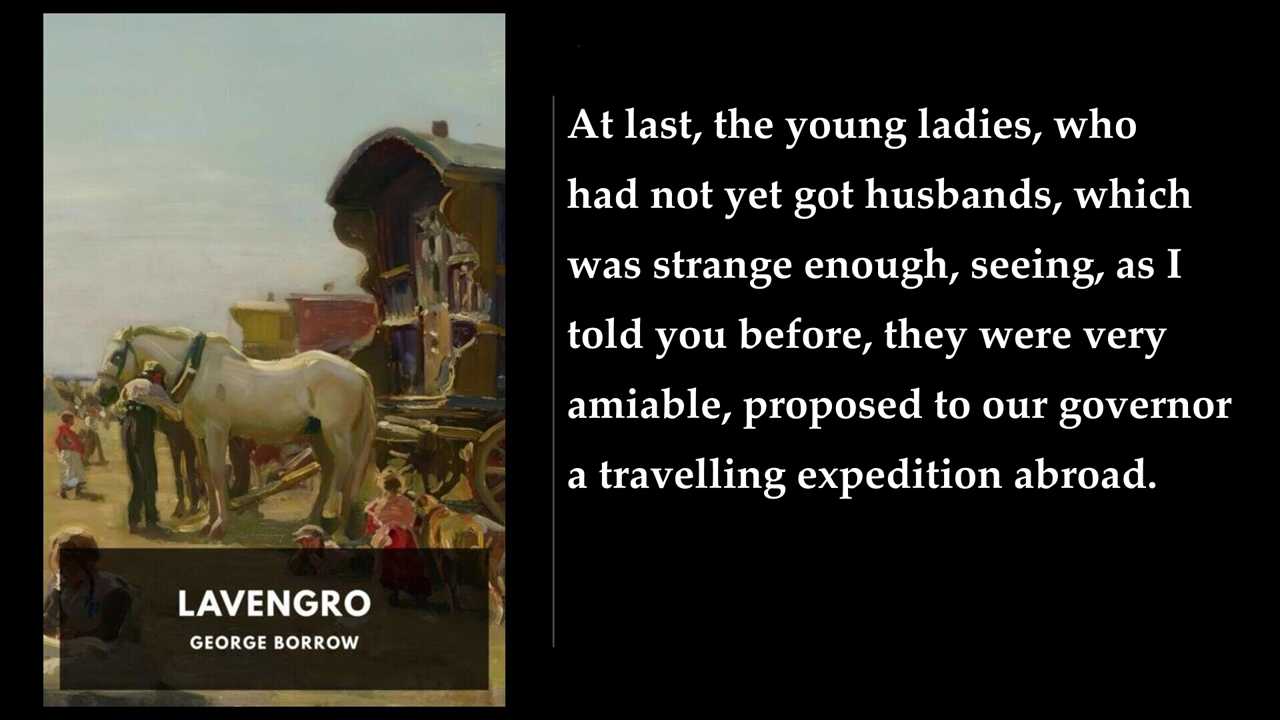 At last, the young ladies, who
had not yet got husbands, which
was strange enough, seeing, as I
told you before, they were very
amiable, proposed to our governor
a travelling expedition abroad.
LAVENGRO
GEORGE BORROW